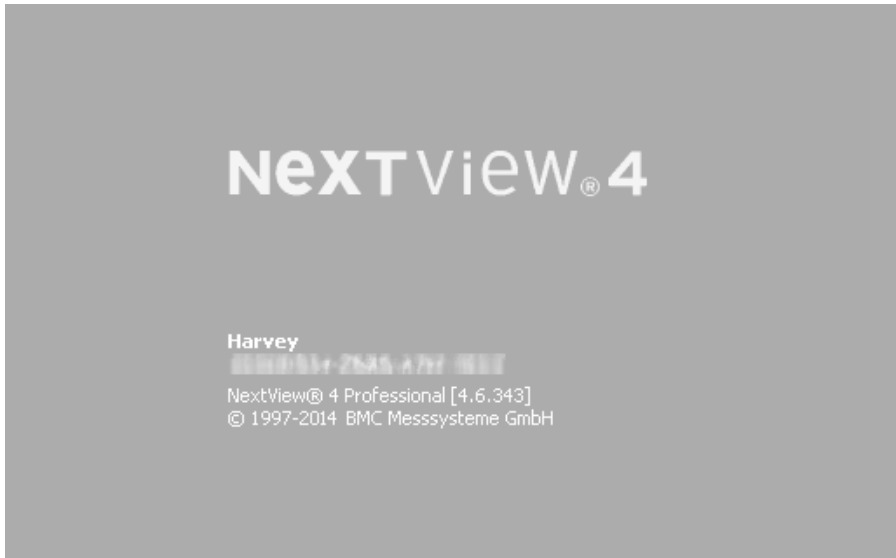 NeXTView® 4
Harvey
NextView® 4 Professional [4.6.343]
© 1997-2014 BMC Messsysteme GmbH